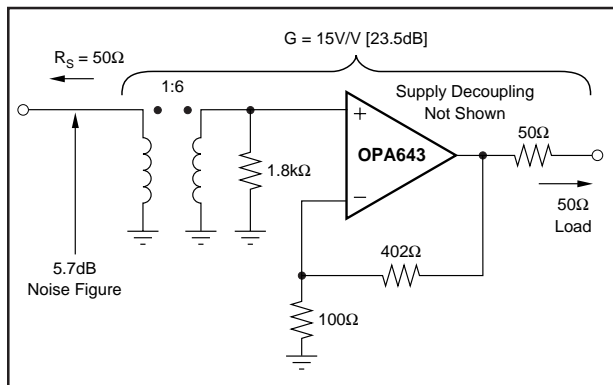 G = 15V/V [23.5dB]
R_S = 50Ω
1:6
Supply Decoupling
Not Shown
+
OPA643
–
50Ω
1.8kΩ
50Ω
Load
402Ω
5.7dB
Noise Figure
100Ω